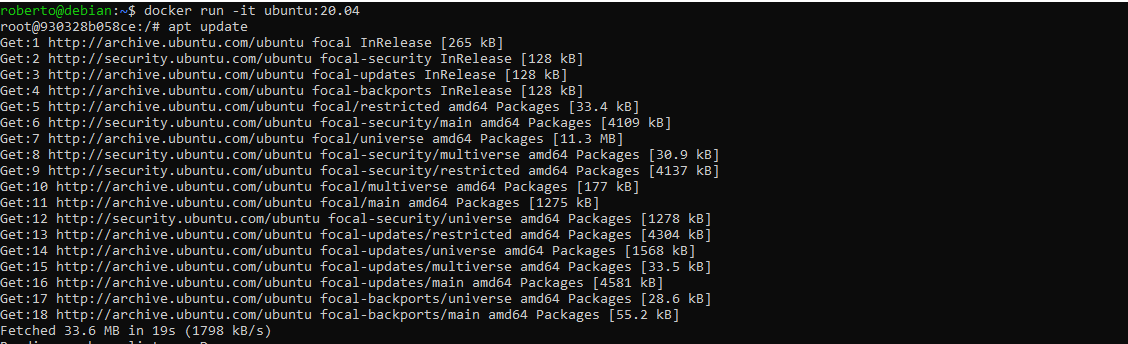 roberto@debian:~$ docker run -it ubuntu:20.04
root@930328b058ce:/# apt update
Get:1 http://archive.ubuntu.com/ubuntu focal InRelease [265 kB]
Get:2 http://security.ubuntu.com/ubuntu focal-security InRelease [128 kB]
Get:3 http://archive.ubuntu.com/ubuntu focal-updates InRelease [128 kB]
Get:4 http://archive.ubuntu.com/ubuntu focal-backports InRelease [128 kB]
Get:5 http://archive.ubuntu.com/ubuntu focal/restricted amd64 Packages [33.4 kB]
Get:6 http://security.ubuntu.com/ubuntu focal-security/main amd64 Packages [4109 kB]
Get:7 http://archive.ubuntu.com/ubuntu focal/universe amd64 Packages [11.3 MB]
Get:8 http://security.ubuntu.com/ubuntu focal-security/multiverse amd64 Packages [30.9 kB]
Get:9 http://security.ubuntu.com/ubuntu focal-security/restricted amd64 Packages [4137 kB]
Get:10 http://archive.ubuntu.com/ubuntu focal/multiverse amd64 Packages [177 kB]
Get:11 http://archive.ubuntu.com/ubuntu focal/main amd64 Packages [1275 kB]
Get:12 http://security.ubuntu.com/ubuntu focal-security/universe amd64 Packages [1278 kB]
Get:13 http://archive.ubuntu.com/ubuntu focal-updates/restricted amd64 Packages [4304 kB]
Get:14 http://archive.ubuntu.com/ubuntu focal-updates/universe amd64 Packages [1568 kB]
Get:15 http://archive.ubuntu.com/ubuntu focal-updates/multiverse amd64 Packages [33.5 kB]
Get:16 http://archive.ubuntu.com/ubuntu focal-updates/main amd64 Packages [4581 kB]
Get:17 http://archive.ubuntu.com/ubuntu focal-backports/universe amd64 Packages [28.6 kB]
Get:18 http://archive.ubuntu.com/ubuntu focal-backports/main amd64 Packages [55.2 kB]
Fetched 33.6 MB in 19s (1798 kB/s)